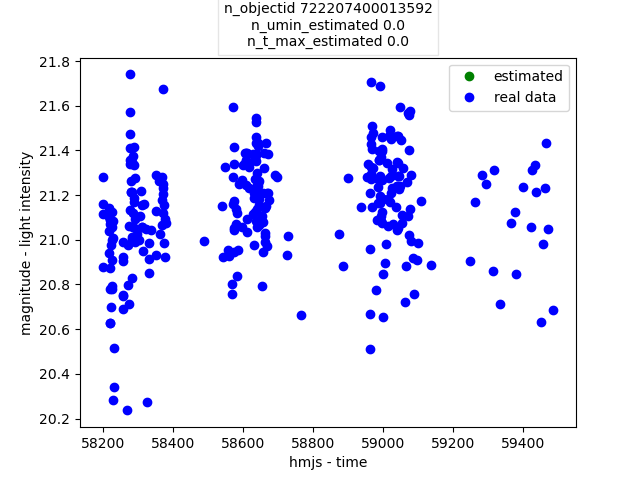 n_objectid 722207400013592
n_umin_estimated 0.0
n_t_max_estimated 0.0
estimated
real data
magnitude - light intensity
21.8
21.6
21.4
21.2
21.0
20.8
20.6
20.4
20.2
58200 58400 58600 58800 59000 59200 59400
hmjs - time